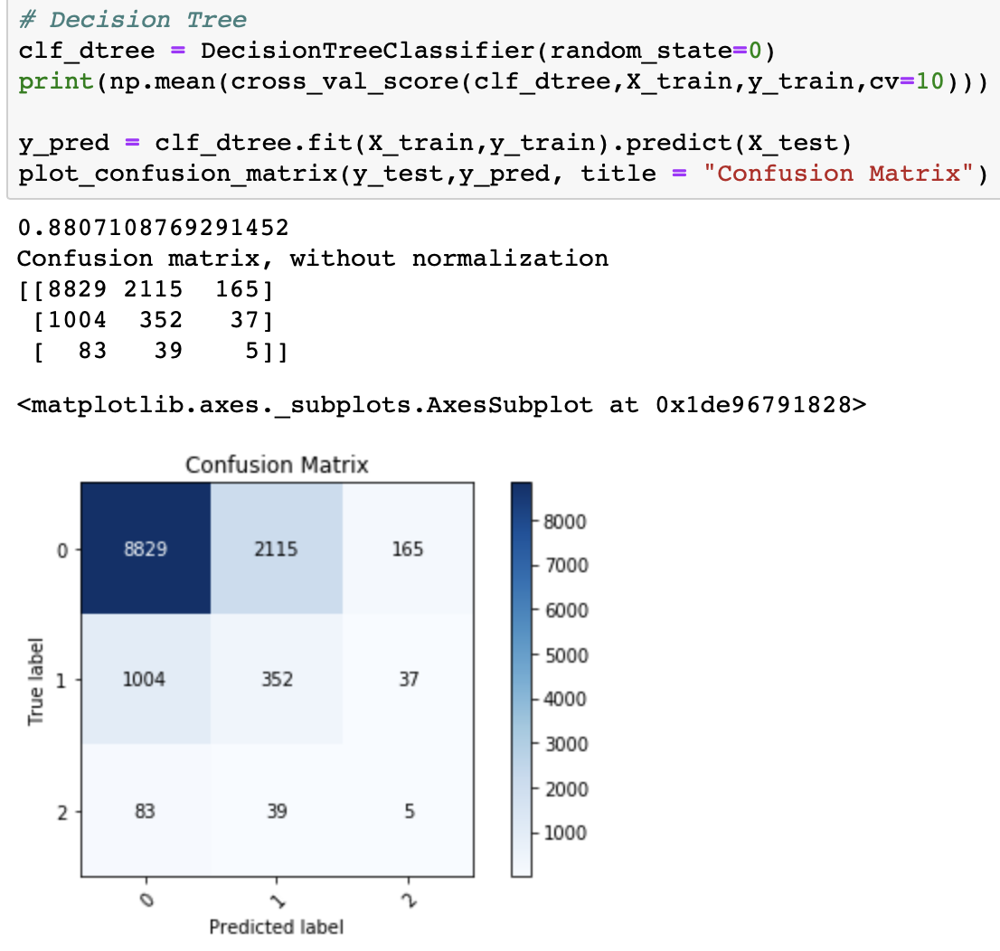 # Decision Tree
clf_dtree = DecisionTreeClassifier(random_state=0)
print(np.mean(cross_val_score(clf_dtree,X_train,y_train,cv=10)))
y_pred = clf_dtree.fit(X_train,y_train).predict(X_test)
plot_confusion_matrix(y_test,y_pred, title = "Confusion Matrix")
0.8807108769291452
Confusion matrix, without normalization
[[8829 2115  165]
 [1004  352   37]
 [  83   39    5]]
<matplotlib.axes._subplots.AxesSubplot at 0x1de96791828>
Confusion Matrix
0 8829 2115 165
1 1004 352 37
2 83 39 5
True label
0 1 2
Predicted label
8000
7000
6000
5000
4000
3000
2000
1000